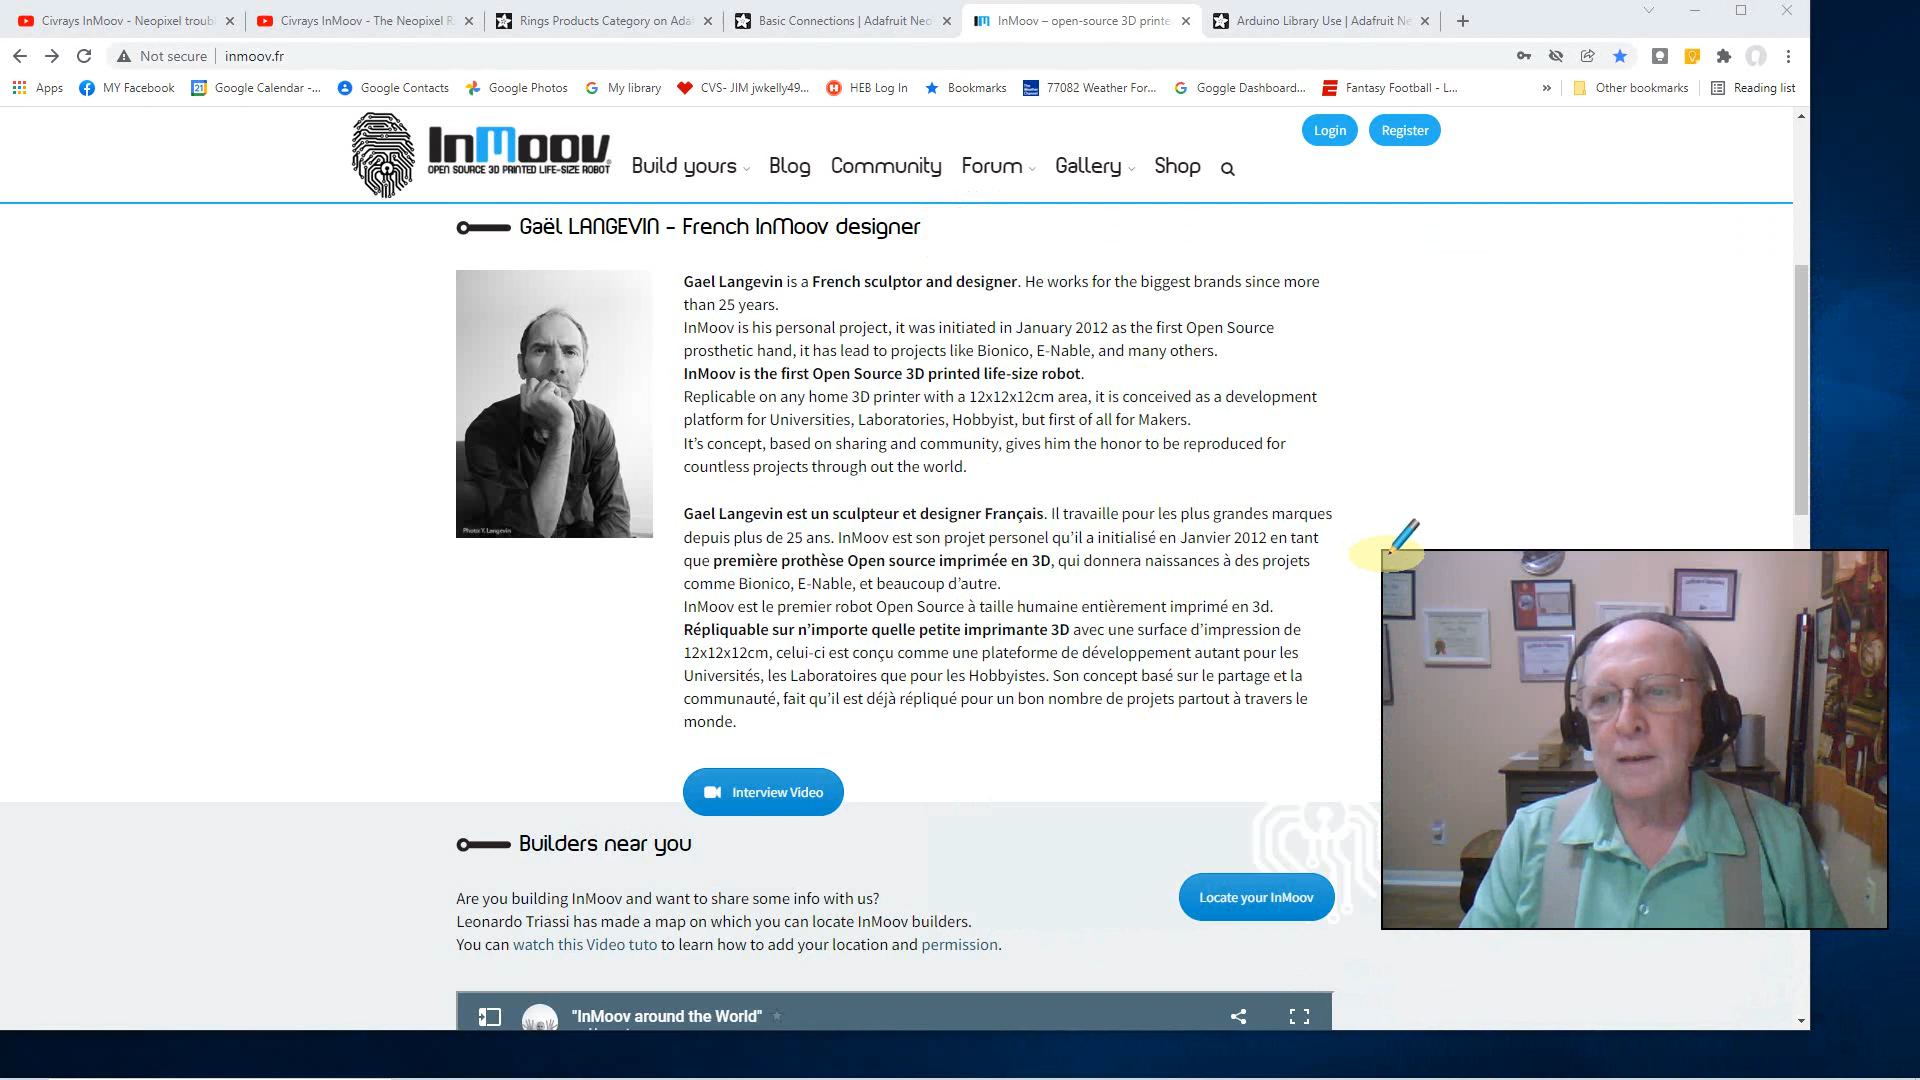 Civrays InMoov - Neopixel troubl
Civrays InMoov - The Neopixel R
Rings Products Category on Ada
Basic Connections | Adafruit Neo
InMoov – open-source 3D printe
Arduino Library Use | Adafruit Ne
Not secure | inmoov.fr
Apps
MY Facebook
Google Calendar -...
Google Contacts
Google Photos
My library
CVS- JIM jwkelly49...
HEB Log In
Bookmarks
77082 Weather For...
Goggle Dashboard...
Fantasy Football - L...
»
Other bookmarks
Reading list
InMoov
OPEN SOURCE 3D PRINTED LIFE-SIZE ROBOT
Build yours
Blog
Community
Forum
Gallery
Shop
Login
Register
Gaël LANGEVIN - French InMoov designer
Photo:Y. Langevin
Gael Langevin is a French sculptor and designer. He works for the biggest brands since more
than 25 years.
InMoov is his personal project, it was initiated in January 2012 as the first Open Source
prosthetic hand, it has lead to projects like Bionico, E-Nable, and many others.
InMoov is the first Open Source 3D printed life-size robot.
Replicable on any home 3D printer with a 12x12x12cm area, it is conceived as a development
platform for Universities, Laboratories, Hobbyist, but first of all for Makers.
It’s concept, based on sharing and community, gives him the honor to be reproduced for
countless projects through out the world.
Gael Langevin est un sculpteur et designer Français. Il travaille pour les plus grandes marques
depuis plus de 25 ans. InMoov est son projet personel qu’il a initialisé en Janvier 2012 en tant
que première prothèse Open source imprimée en 3D, qui donnera naissances à des projets
comme Bionico, E-Nable, et beaucoup d’autre.
InMoov est le premier robot Open Source à taille humaine entièrement imprimé en 3d.
Répliquable sur n’importe quelle petite imprimante 3D avec une surface d’impression de
12x12x12cm, celui-ci est conçu comme une plateforme de développement autant pour les
Universités, les Laboratoires que pour les Hobbyistes. Son concept basé sur le partage et la
communauté, fait qu’il est déjà répliqué pour un bon nombre de projets partout à travers le
monde.
Interview Video
Builders near you
Are you building InMoov and want to share some info with us?
Leonardo Triassi has made a map on which you can locate InMoov builders.
You can watch this Video tuto to learn how to add your location and permission.
Locate your InMoov
"InMoov around the World"